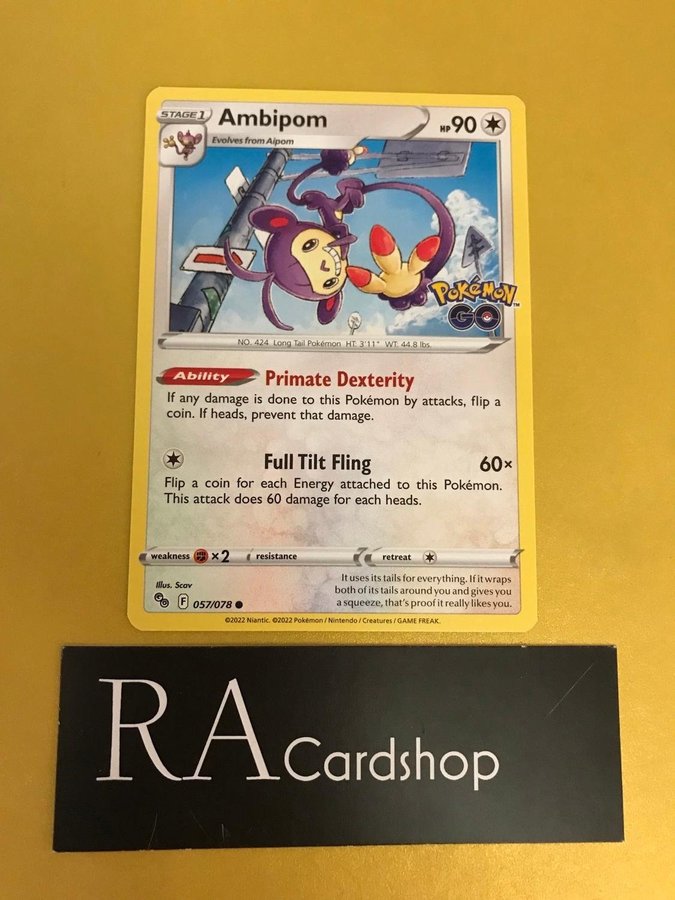 STAGE 1 Ambipom HP 90
Evolves from Aipom
Pokémon
GO
NO. 424 Long Tail Pokémon HT. 3'11" WT. 44.8 lbs.
Ability Primate Dexterity
If any damage is done to this Pokémon by attacks, flip a
coin. If heads, prevent that damage.
Full Tilt Fling 60×
Flip a coin for each Energy attached to this Pokémon.
This attack does 60 damage for each heads.
weakness ×2 resistance retreat
Illus. Scav
F 057/078
It uses its tails for everything. If it wraps
both of its tails around you and gives you
a squeeze, that's proof it really likes you.
©2022 Niantic. ©2022 Pokémon / Nintendo / Creatures / GAME FREAK.
RA Cardshop